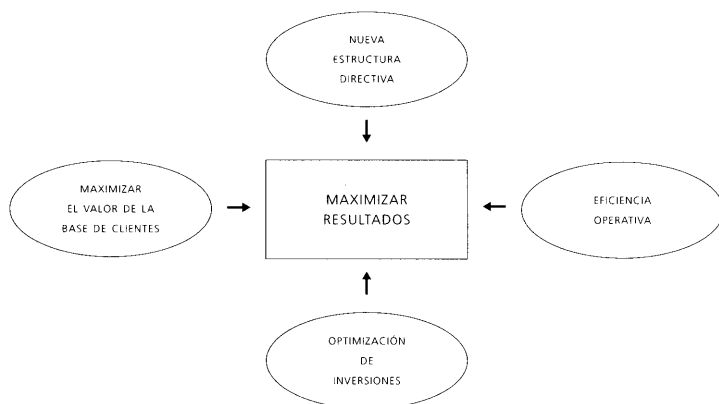 NUEVA
ESTRUCTURA
DIRECTIVA
MAXIMIZAR
EL VALOR DE LA
BASE DE CLIENTES
MAXIMIZAR
RESULTADOS
EFICIENCIA
OPERATIVA
OPTIMIZACIÓN
DE
INVERSIONES